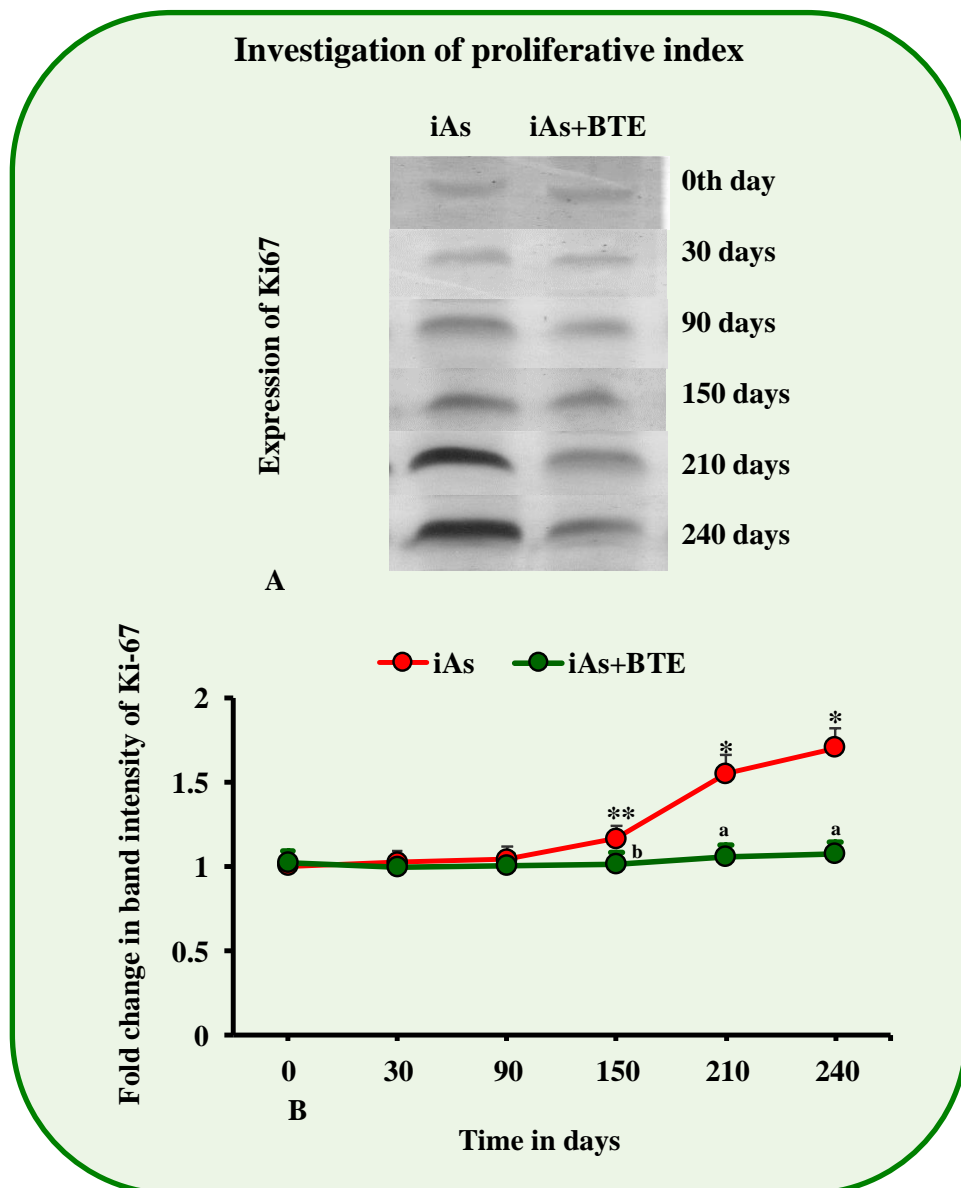 Investigation of proliferative index
iAs iAs+BTE
Expression of Ki67
0th day
30 days
90 days
150 days
210 days
240 days
A
Fold change in band intensity of Ki-67
iAs iAs+BTE
2
1.5
1
0.5
0
**
*
*
b
a
a
0 30 90 150 210 240
B
Time in days